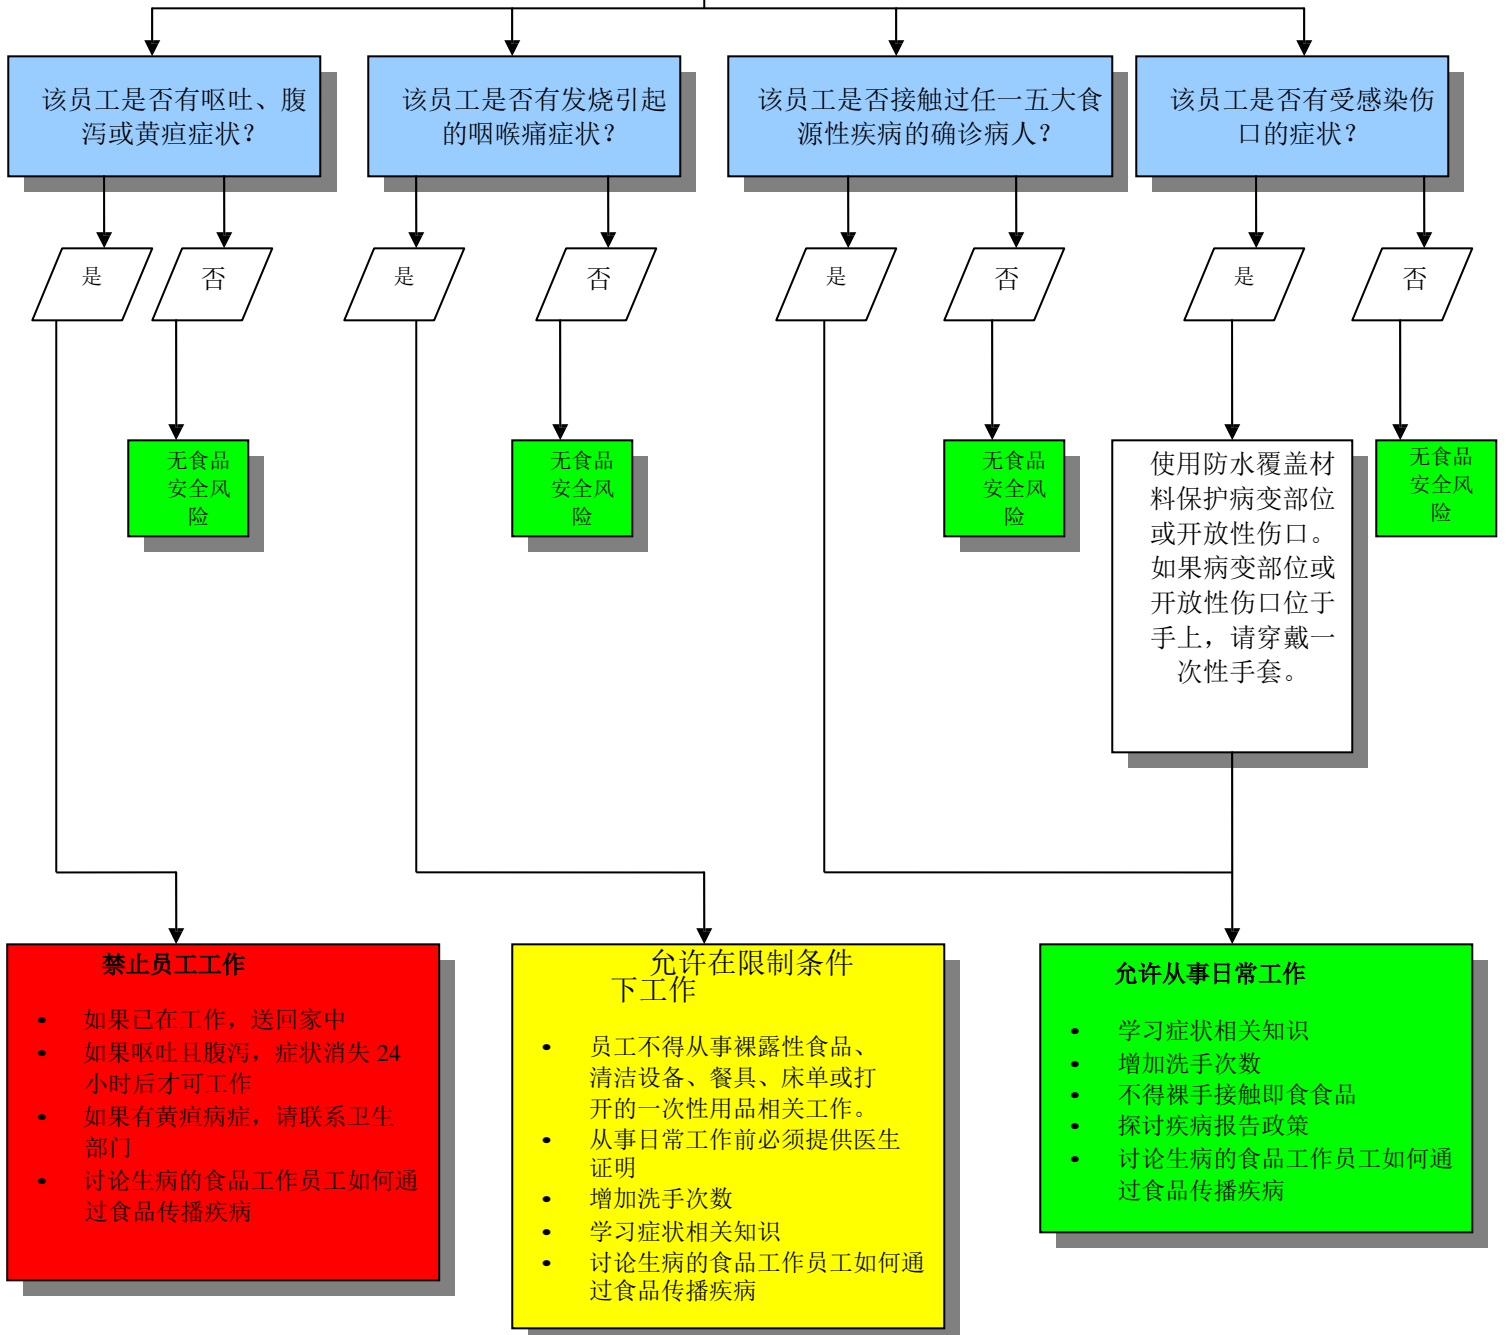 该员工是否有呕吐、腹
泻或黄疸症状？
该员工是否有发烧引起
的咽喉痛症状？
该员工是否接触过任一五大食
源性疾病的确诊病人？
该员工是否有受感染伤
口的症状？
是
否
是
否
是
否
是
否
无食品
安全风
险
无食品
安全风
险
无食品
安全风
险
使用防水覆盖材
料保护病变部位
或开放性伤口。
如果病变部位或
开放性伤口位于
手上，请穿戴一
次性手套。
无食品
安全风
险
禁止员工工作
• 如果已在工作，送回家中
• 如果呕吐且腹泻，症状消失 24
小时后才可工作
• 如果有黄疸病症，请联系卫生
部门
• 讨论生病的食品工作员工如何通
过食品传播疾病
允许在限制条件
下工作
• 员工不得从事裸露性食品、
清洁设备、餐具、床单或打
开的一次性用品相关工作。
• 从事日常工作前必须提供医生
证明
• 增加洗手次数
• 学习症状相关知识
• 讨论生病的食品工作员工如何通
过食品传播疾病
允许从事日常工作
• 学习症状相关知识
• 增加洗手次数
• 不得裸手接触即食食品
• 探讨疾病报告政策
• 讨论生病的食品工作员工如何通
过食品传播疾病